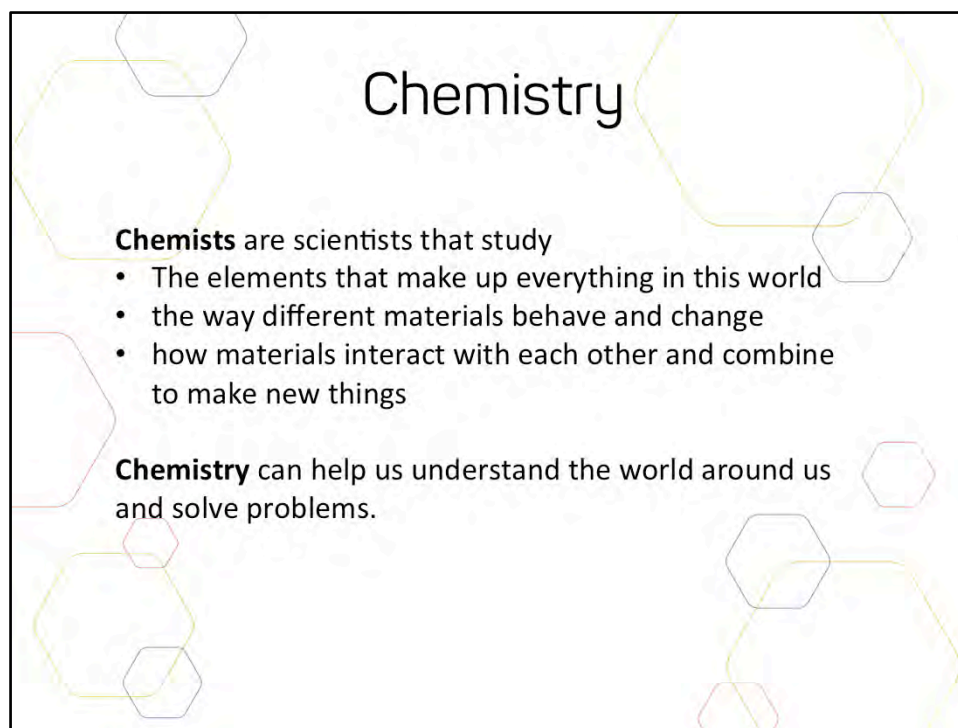 Chemistry
Chemists are scientists that study
• The elements that make up everything in this world
• the way different materials behave and change
• how materials interact with each other and combine
to make new things
Chemistry can help us understand the world around us
and solve problems.